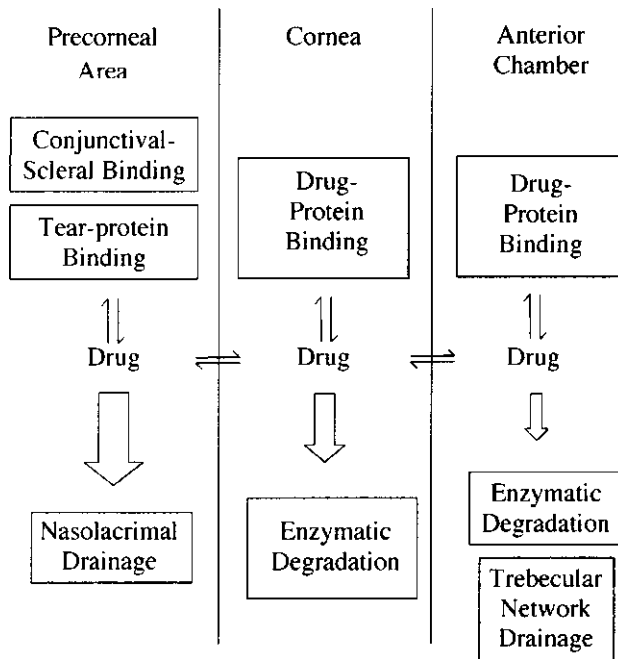 Precorneal
Area
Conjunctival-
Scleral Binding
Tear-protein
Binding
Drug
Nasolacrimal
Drainage
Cornea
Drug-
Protein
Binding
Drug
Enzymatic
Degradation
Anterior
Chamber
Drug-
Protein
Binding
Drug
Enzymatic
Degradation
Trebecular
Network
Drainage